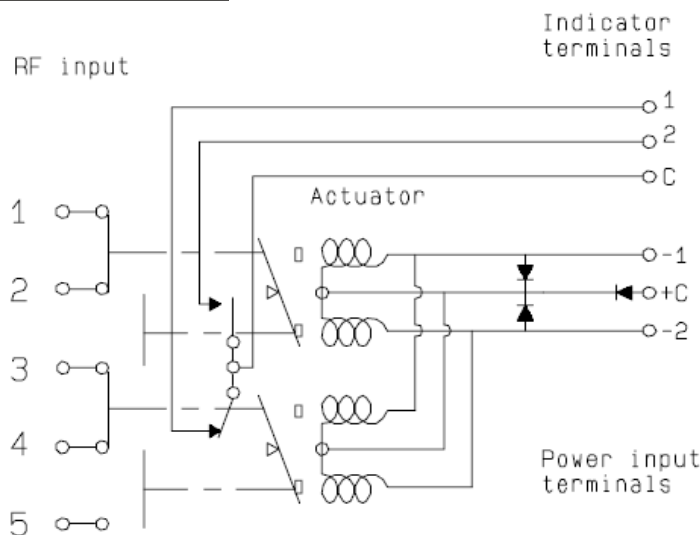 Indicator
terminals
RF input
1
2
C
Actuator
1
2
3
4
5
-1
+C
-2
Power input
terminals